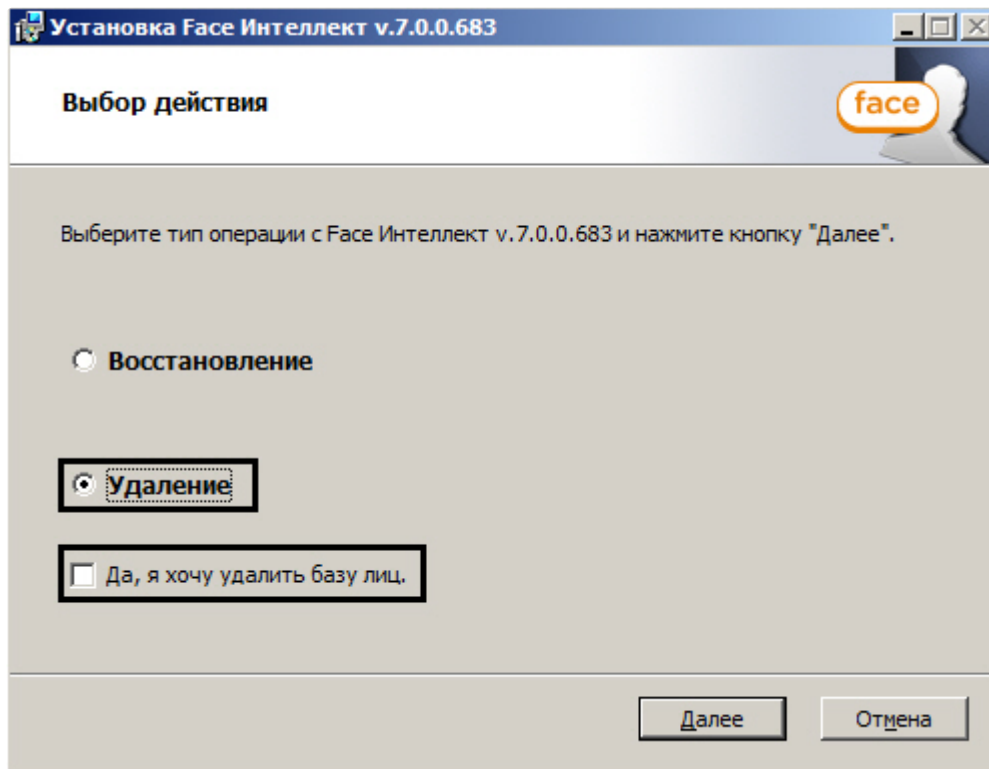 Установка Face Интеллект v.7.0.0.683
Выбор действия
face
Выберите тип операции с Face Интеллект v.7.0.0.683 и нажмите кнопку "Далее".
Восстановление
Удаление
Да, я хочу удалить базу лиц.
Далее
Отмена